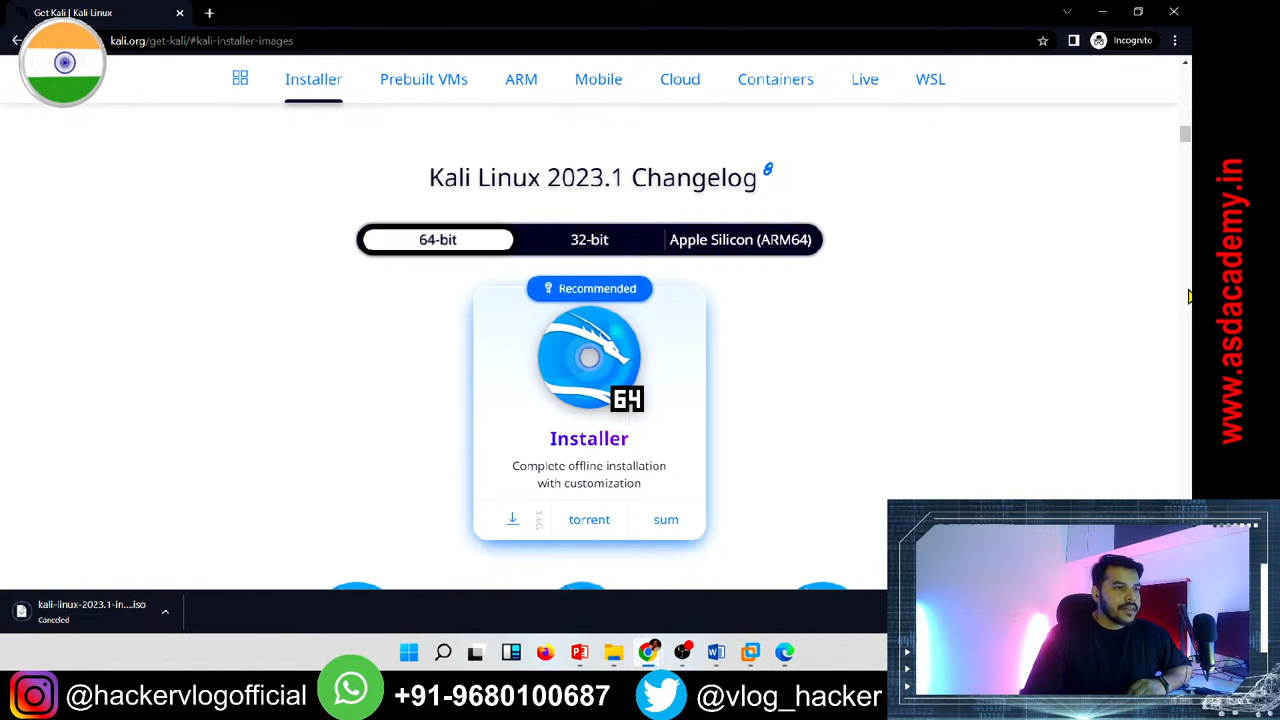 Get Kali | Kali Linux
kali.org/get-kali/#kali-installer-images
Incognito
Installer
Prebuilt VMs
ARM
Mobile
Cloud
Containers
Live
WSL
Kali Linux 2023.1 Changelog
64-bit
32-bit
Apple Silicon (ARM64)
Recommended
64
Installer
Complete offline installation
with customization
3.6G
torrent
sum
kali-linux-2023.1-in....iso
Canceled
www.asdacademy.in
@hackervlogofficial
+91-9680100687
@vlog_hacker